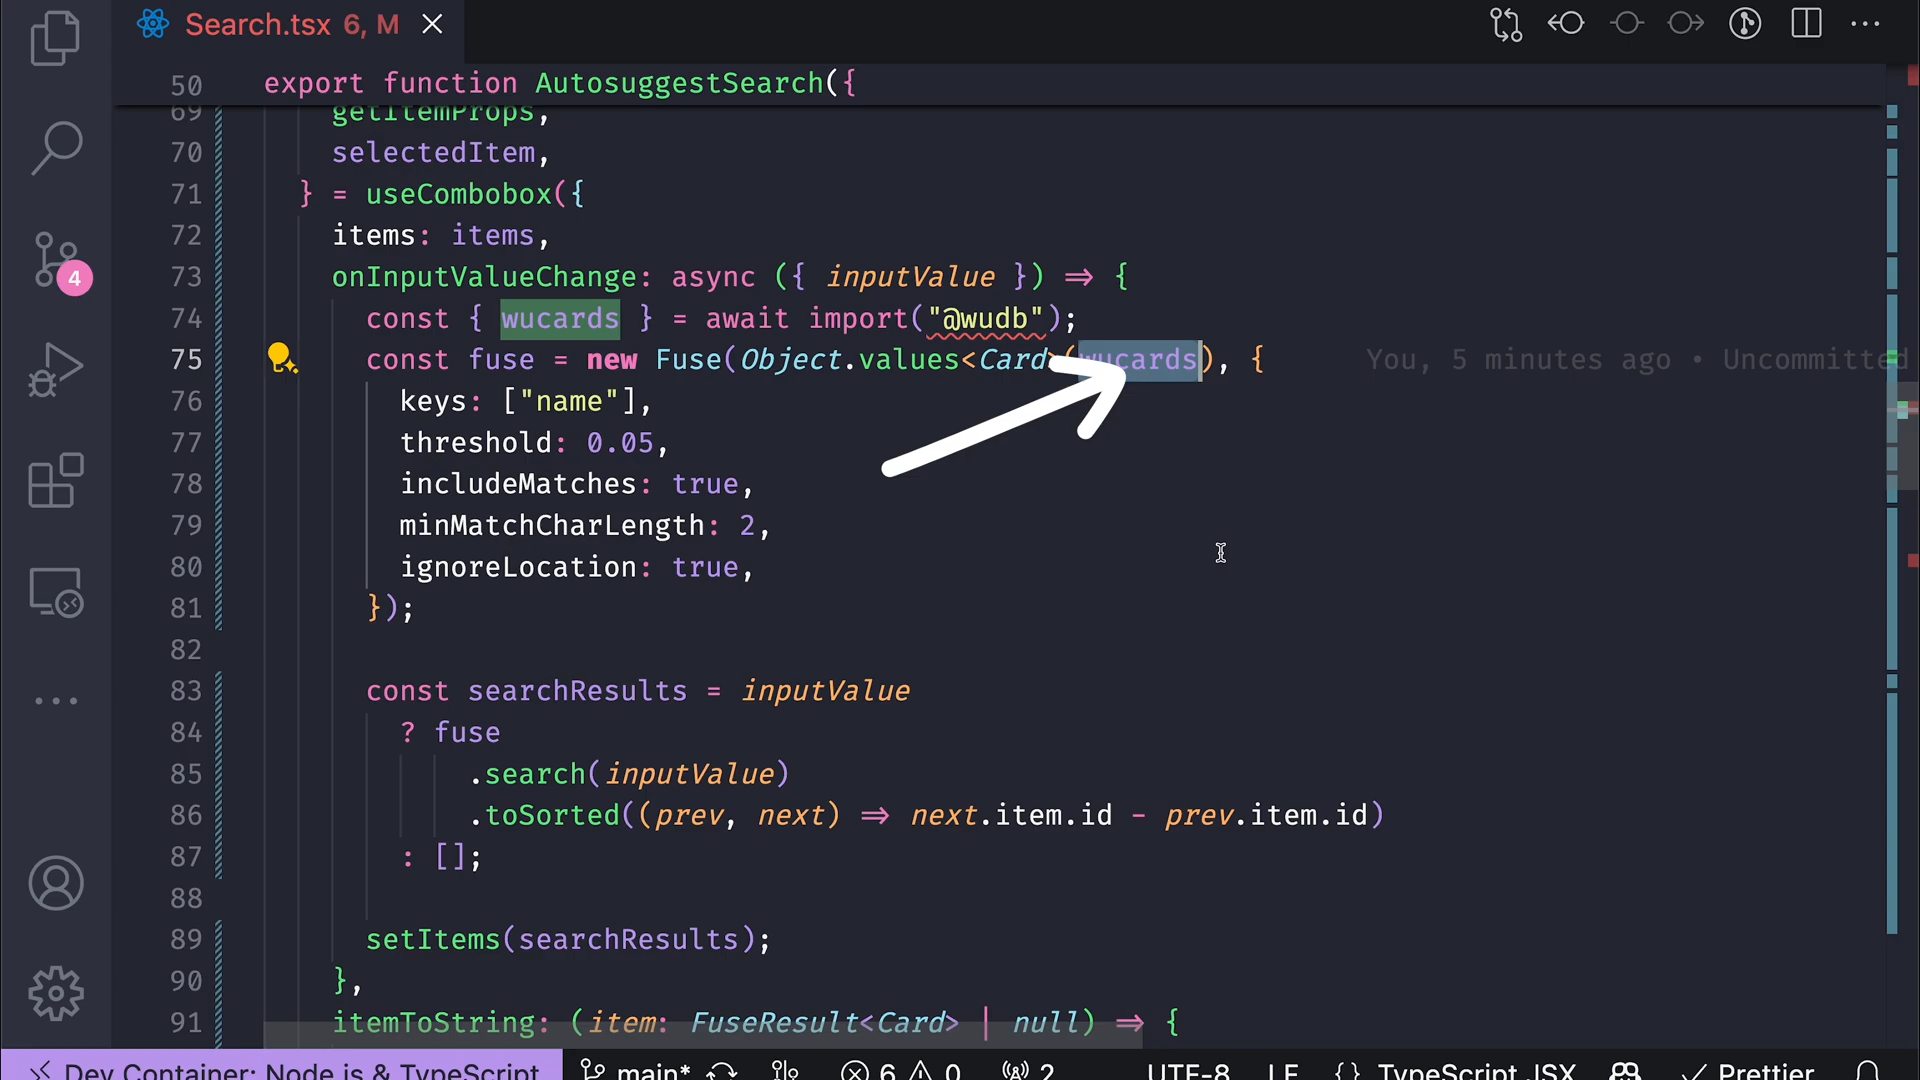 Search.tsx 6, M
50 export function AutosuggestSearch({
69 getItemProps,
70 selectedItem,
71 } = useCombobox({
72 items: items,
73 onInputValueChange: async ({ inputValue }) => {
74 const { wucards } = await import("@wudb");
75 const fuse = new Fuse(Object.values<Card>(wucards), { You, 5 minutes ago • Uncommitted
76 keys: ["name"],
77 threshold: 0.05,
78 includeMatches: true,
79 minMatchCharLength: 2,
80 ignoreLocation: true,
81 });
82
83 const searchResults = inputValue
84 ? fuse
85 .search(inputValue)
86 .toSorted((prev, next) => next.item.id - prev.item.id)
87 : [];
88
89 setItems(searchResults);
90 },
91 itemToString: (item: FuseResult<Card> | null) => {
4
Dev Container: Node.js & TypeScript main* 6 0 2 UTF-8 LF {} TypeScript JSX Prettier